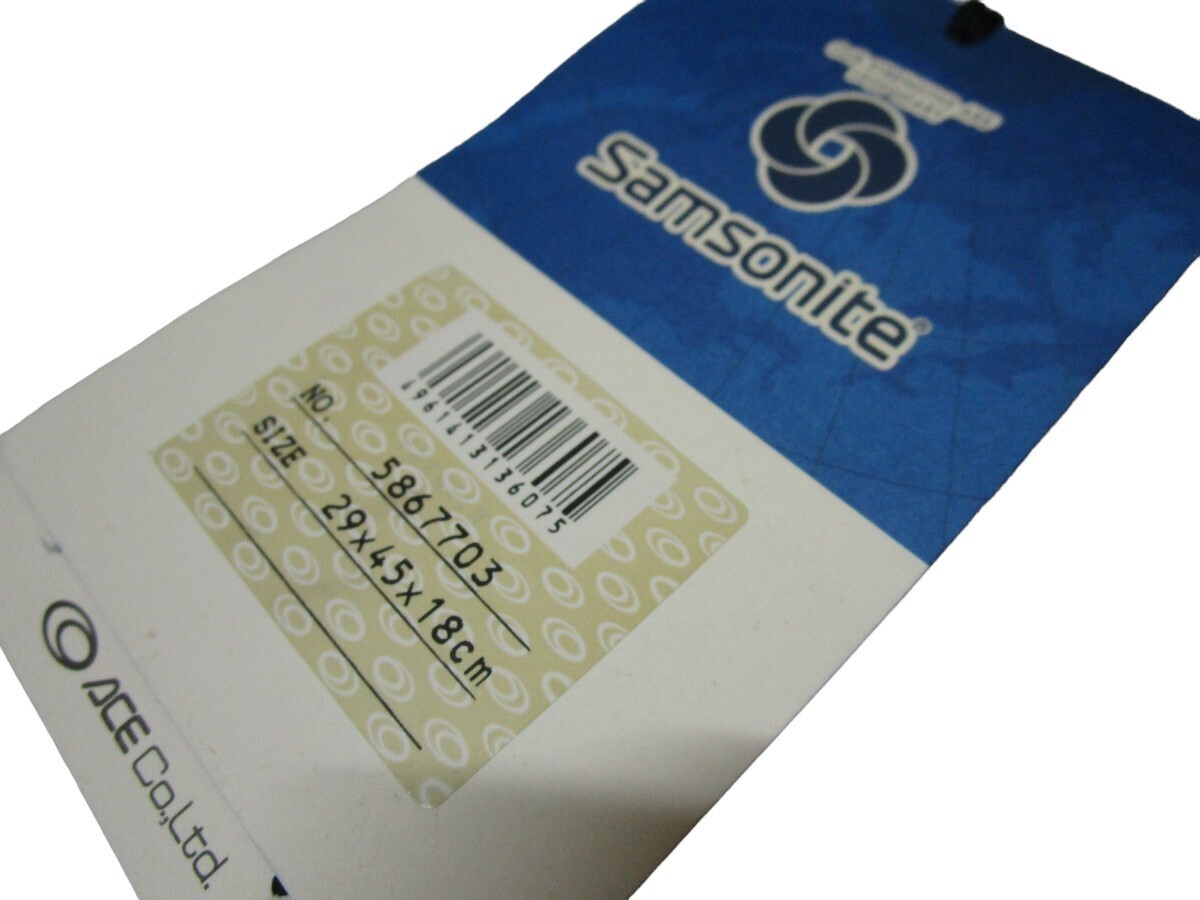 Samsonite®
4961413136075
NO. 5867703
SIZE 29x45x18cm
ACE Co.,Ltd.